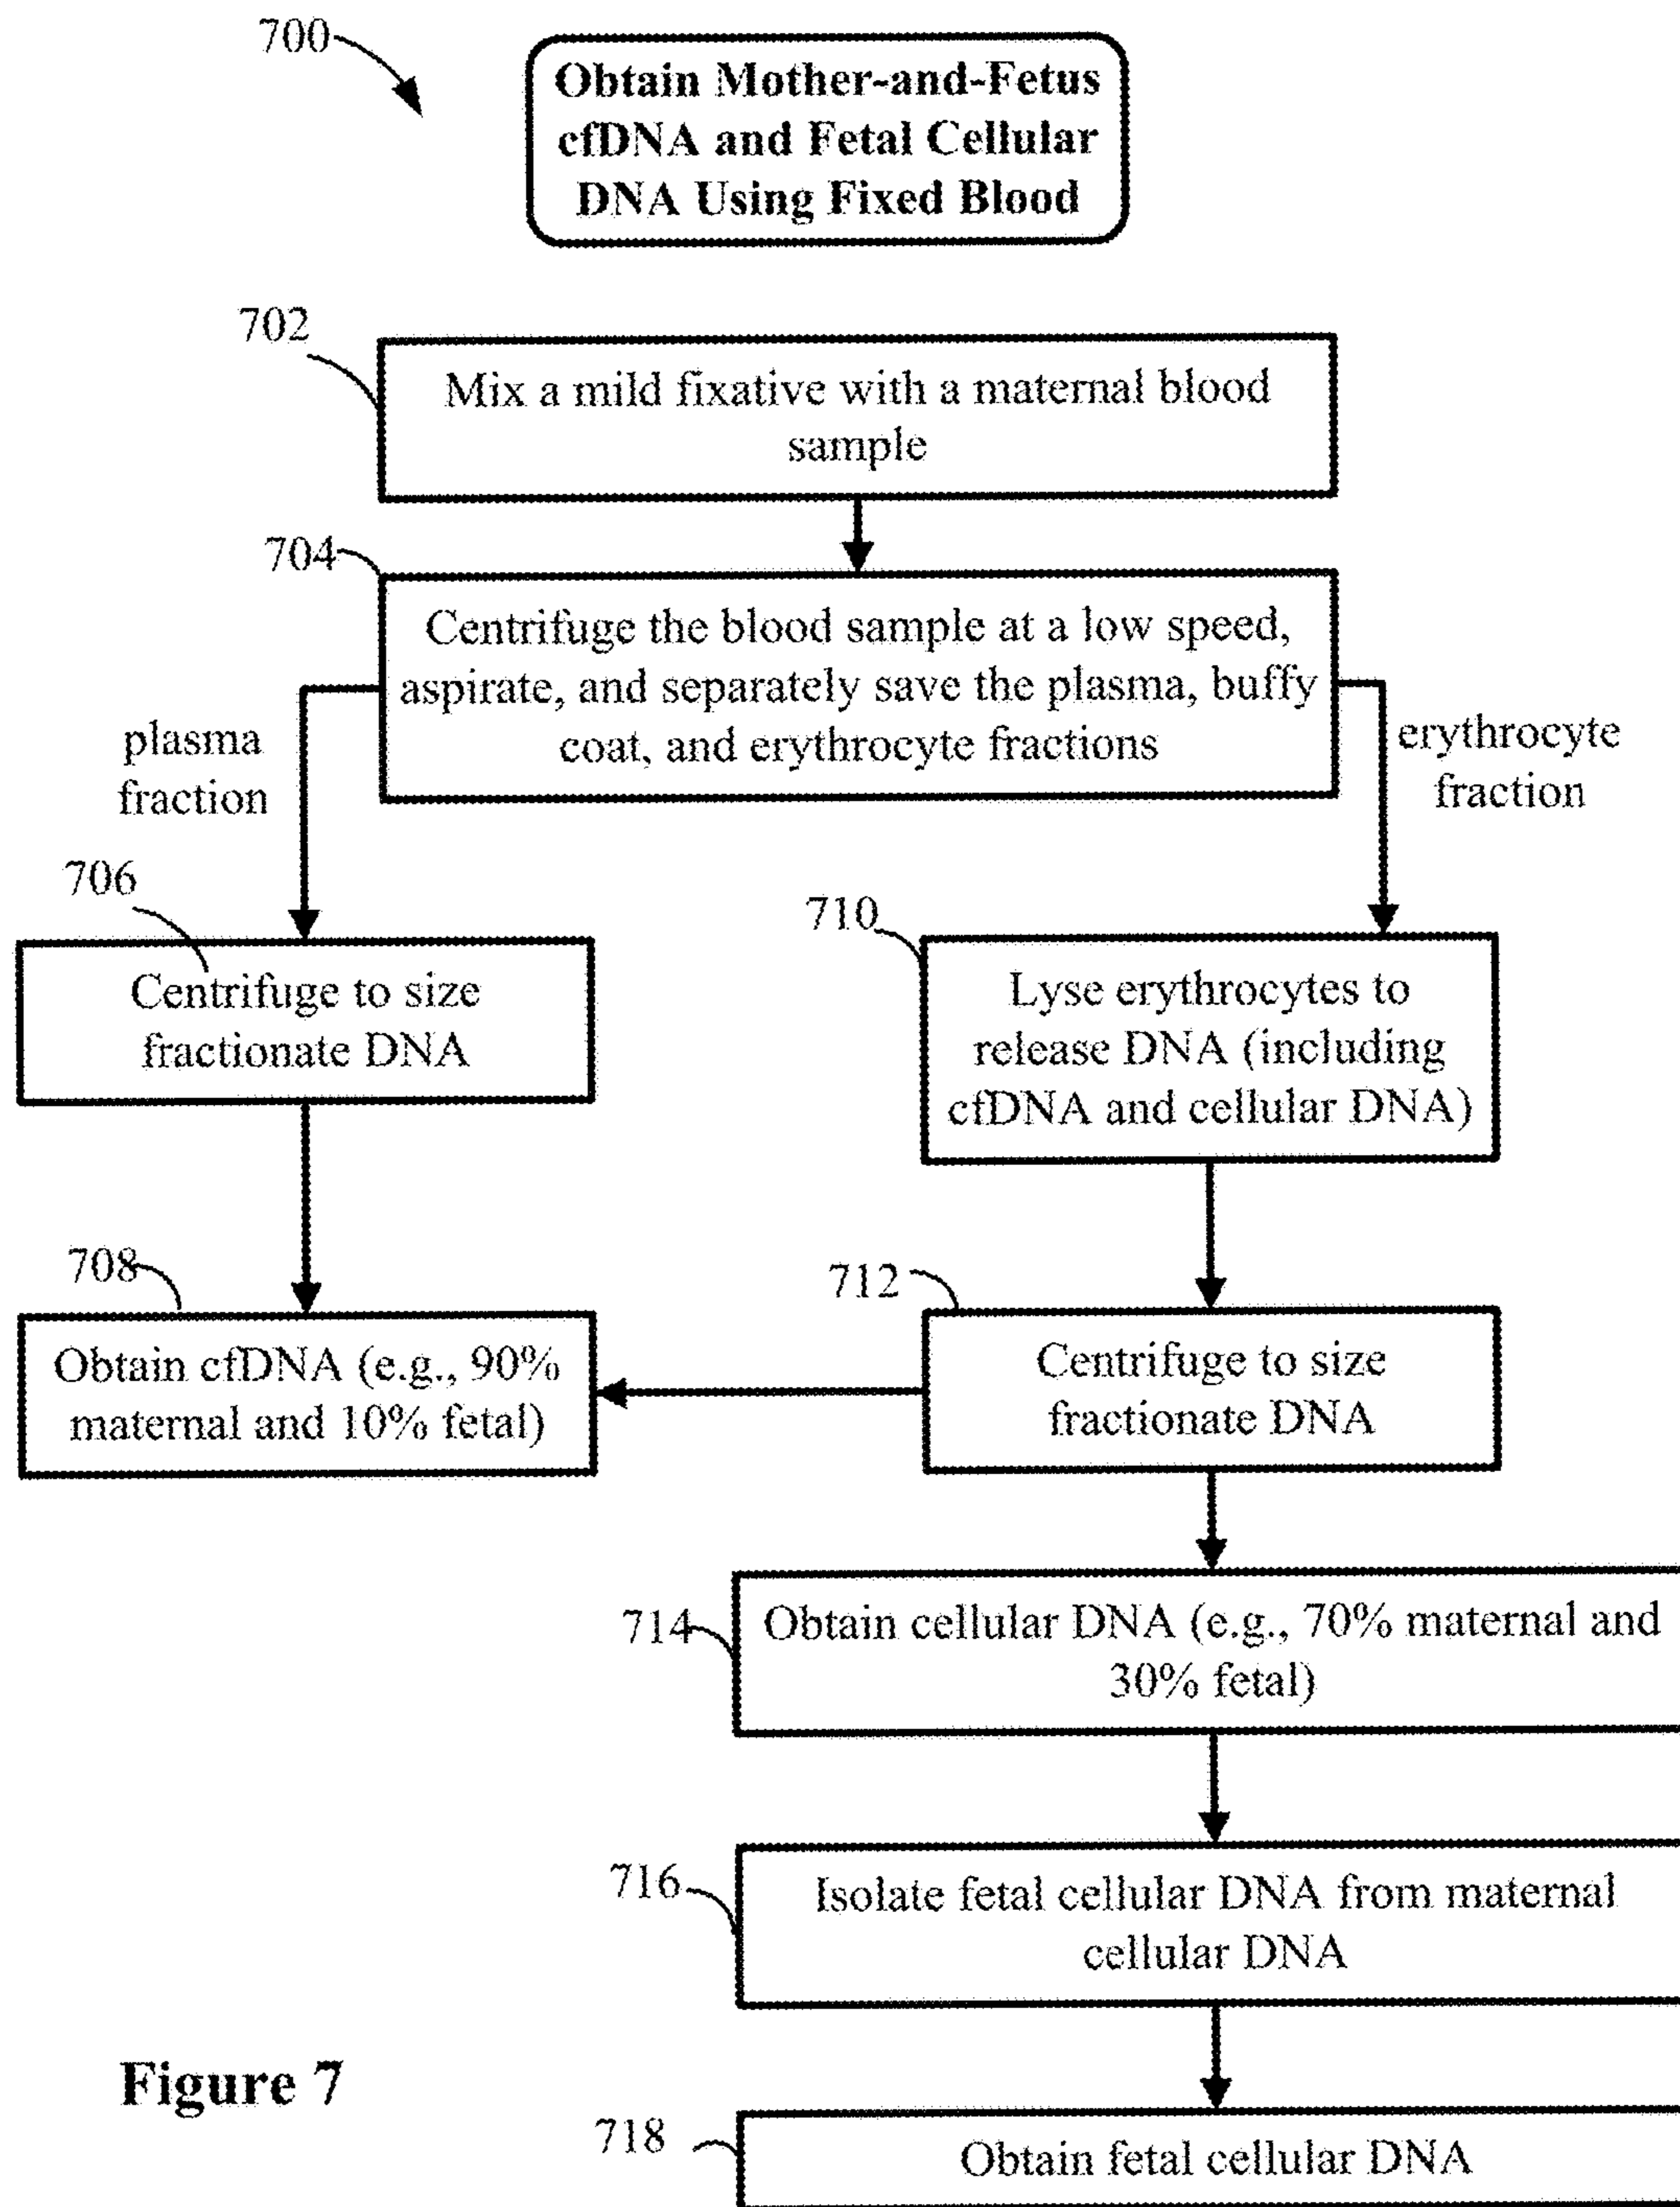 700
Obtain Mother-and-Fetus
cfDNA and Fetal Cellular
DNA Using Fixed Blood
702
Mix a mild fixative with a maternal blood
sample
704
Centrifuge the blood sample at a low speed,
aspirate, and separately save the plasma, buffy
coat, and erythrocyte fractions
plasma
fraction
erythrocyte
fraction
706
Centrifuge to size
fractionate DNA
710
Lyse erythrocytes to
release DNA (including
cfDNA and cellular DNA)
708
Obtain cfDNA (e.g., 90%
maternal and 10% fetal)
712
Centrifuge to size
fractionate DNA
714
Obtain cellular DNA (e.g., 70% maternal and
30% fetal)
716
Isolate fetal cellular DNA from maternal
cellular DNA
Figure 7
718
Obtain fetal cellular DNA